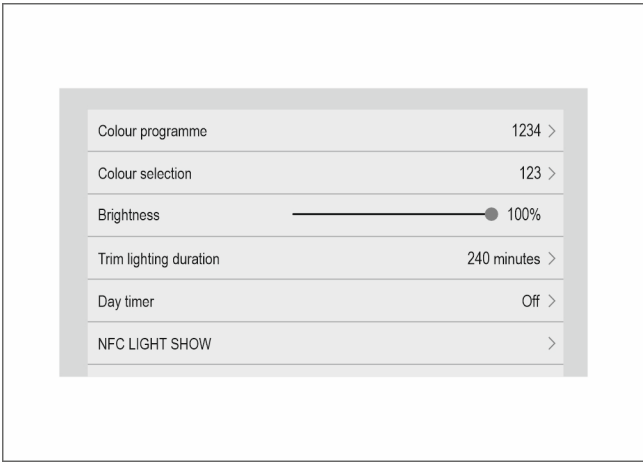 Colour programme 1234 >
Colour selection 123 >
Brightness 100%
Trim lighting duration 240 minutes >
Day timer Off >
NFC LIGHT SHOW >